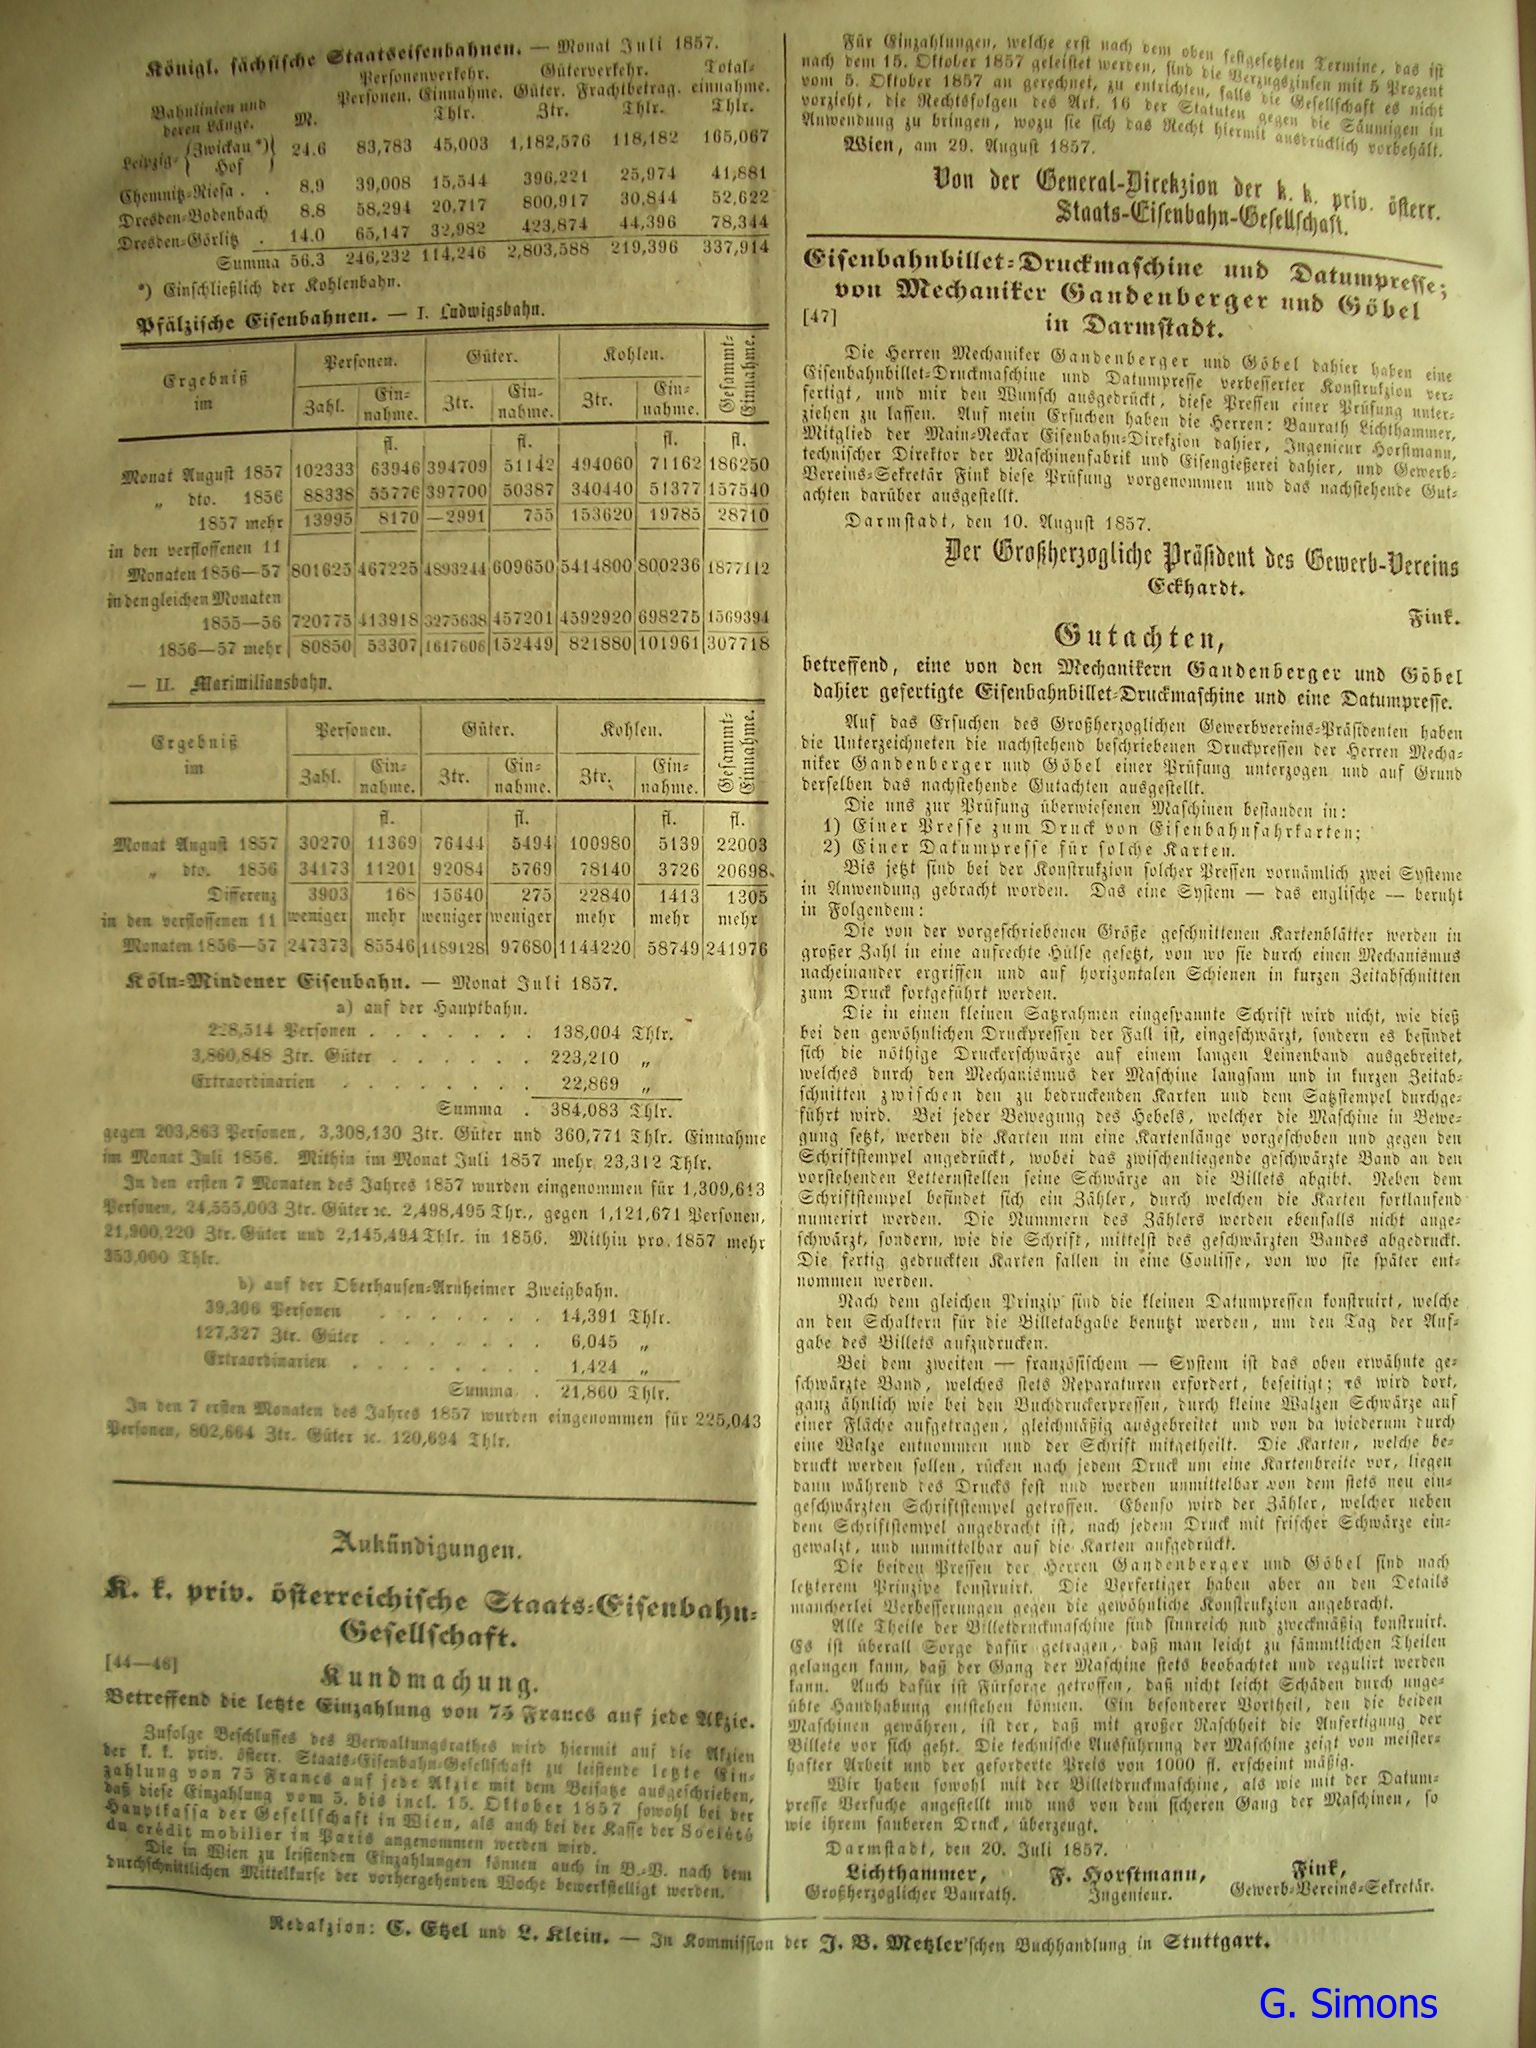 Königl. sächsische Staatseisenbahnen. — Monat Juli 1857.
Personenverkehr. Güterverkehr. Total-
Bahnlinien und Personen. Einnahme. Güter. Frachtbetrag. einnahme.
deren Länge. M. Thlr. Ztr. Thlr. Thlr.
Leipzig- {Zwickau *) Hof} 24.6 83,783 45,003 1,182,576 118,182 165,067
Chemnitz-Riesa . . 8.9 39,008 15,544 396,221 25,974 41,881
Dresden-Bodenbach 8.8 58,294 20,717 800,917 30,844 52,622
Dresden-Görlitz . 14.0 65,147 32,982 423,874 44,396 78,344
Summa 56.3 246,232 114,246 2,803,588 219,396 337,914
*) Einschließlich der Kohlenbahn.
Pfälzische Eisenbahnen. — I. Ludwigsbahn.
Ergebniß im Personen. Güter. Kohlen. Gesammt-Einnahme.
Zahl. Ein-nahme. Ztr. Ein-nahme. Ztr. Ein-nahme.
fl. fl. fl. fl.
Monat August 1857 102333 63946 394709 51142 494060 71162 186250
„ dto. 1856 88338 55776 397700 50387 340440 51377 157540
1857 mehr 13995 8170 —2991 755 153620 19785 28710
in den verflossenen 11
Monaten 1856—57 801625 467225 4893244 609650 5414800 800236 1877112
in den gleichen Monaten
1855—56 720775 413918 3275638 457201 4592920 698275 1569394
1856—57 mehr 80850 53307 1617606 152449 821880 101961 307718
— II. Maximiliansbahn.
Ergebniß im Personen. Güter. Kohlen. Gesammt-Einnahme.
Zahl. Ein-nahme. Ztr. Ein-nahme. Ztr. Ein-nahme.
fl. fl. fl. fl.
Monat August 1857 30270 11369 76444 5494 100980 5139 22003
„ dto. 1856 34173 11201 92084 5769 78140 3726 20698
Differenz 3903 168 15640 275 22840 1413 1305
in den verflossenen 11 weniger mehr weniger weniger mehr mehr mehr
Monaten 1856—57 247373 85546 1189128 97680 1144220 58749 241976
Köln-Mindener Eisenbahn. — Monat Juli 1857.
a) auf der Hauptbahn.
228,514 Personen . . . . . . . 138,004 Thlr.
3,860,848 Ztr. Güter . . . . . . 223,210 „
Extraordinarien . . . . . . . . 22,869 „
Summa . 384,083 Thlr.
gegen 203,863 Personen, 3,308,130 Ztr. Güter und 360,771 Thlr. Einnahme
im Monat Juli 1856. Mithin im Monat Juli 1857 mehr 23,312 Thlr.
In den ersten 7 Monaten des Jahres 1857 wurden eingenommen für 1,309,613
Personen, 24,555,003 Ztr. Güter ꝛc. 2,498,495 Thr., gegen 1,121,671 Personen,
21,900,220 Ztr. Güter und 2,145,494 Thlr. in 1856. Mithin pro 1857 mehr
353,000 Thlr.
b) auf der Oberhausen-Arnheimer Zweigbahn.
39,306 Personen . . . . . . . 14,391 Thlr.
127,327 Ztr. Güter . . . . . . . 6,045 „
Extraordinarien . . . . . . . . 1,424 „
Summa . 21,860 Thlr.
In den 7 ersten Monaten des Jahres 1857 wurden eingenommen für 225,043
Personen, 802,664 Ztr. Güter ꝛc. 120,694 Thlr.
Ankündigungen.
K. k. priv. österreichische Staats-Eisenbahn-
Gesellschaft.
[44—46]
Kundmachung.
Betreffend die letzte Einzahlung von 75 Francs auf jede Akzie.
Zufolge Beschlusses des Verwaltungsrathes wird hiermit auf die Akzien
der k. k. priv. österr. Staats-Eisenbahn-Gesellschaft zu leistende letzte Ein-
zahlung von 75 Francs auf jede Akzie mit dem Beisatze ausgeschrieben,
daß diese Einzahlung vom 5. bis incl. 15. Oktober 1857 sowohl bei der
Hauptkassa der Gesellschaft in Wien, als auch bei der Kasse der Société
du crédit mobilier in Paris angenommen werden wird.
Die in Wien zu leistenden Einzahlungen können auch in B.-V. nach dem
durchschnittlichen Mittelkurse der vorhergehenden Woche bewerkstelligt werden.
Für Einzahlungen, welche erst nach dem oben festgesetzten Termine, das ist
nach dem 15. Oktober 1857 geleistet werden, sind die Verzugszinsen mit 5 Prozent
vom 5. Oktober 1857 an gerechnet, zu entrichten, falls die Gesellschaft es nicht
vorzieht, die Rechtsfolgen des Art. 16 der Statuten gegen die Säumigen in
Anwendung zu bringen, wozu sie sich das Recht hiermit ausdrücklich vorbehält.
Wien, am 29. August 1857.
Von der General-Direkzion der k. k. priv. österr.
Staats-Eisenbahn-Gesellschaft.
Eisenbahnbillet-Druckmaschine und Datumpresse;
von Mechaniker Gandenberger und Göbel
[47] in Darmstadt.
Die Herren Mechaniker Gandenberger und Göbel dahier haben eine
Eisenbahnbillet-Druckmaschine und Datumpresse verbesserter Konstrukzion ver-
fertigt, und mir den Wunsch ausgedrückt, diese Pressen einer Prüfung unter-
ziehen zu lassen. Auf mein Ersuchen haben die Herren: Baurath Lichthammer,
Mitglied der Main-Neckar Eisenbahn-Direkzion dahier, Ingenieur Horstmann,
technischer Direktor der Maschinenfabrik und Eisengießerei dahier, und Gewerb-
Vereins-Sekretär Fink diese Prüfung vorgenommen und das nachstehende Gut-
achten darüber ausgestellt.
Darmstadt, den 10. August 1857.
Der Großherzogliche Präsident des Gewerb-Vereins
Eckhardt.
Fink.
Gutachten,
betreffend, eine von den Mechanikern Gandenberger und Göbel
dahier gefertigte Eisenbahnbillet-Druckmaschine und eine Datumpresse.
Auf das Ersuchen des Großherzoglichen Gewerbvereins-Präsidenten haben
die Unterzeichneten die nachstehend beschriebenen Druckpressen der Herren Mecha-
niker Gandenberger und Göbel einer Prüfung unterzogen und auf Grund
derselben das nachstehende Gutachten ausgestellt.
Die uns zur Prüfung überwiesenen Maschinen bestanden in:
1) Einer Presse zum Druck von Eisenbahnfahrkarten;
2) Einer Datumpresse für solche Karten.
Bis jetzt sind bei der Konstrukzion solcher Pressen vornämlich zwei Systeme
in Anwendung gebracht worden. Das eine System — das englische — beruht
in Folgendem:
Die von der vorgeschriebenen Größe geschnittenen Kartenblätter werden in
großer Zahl in eine aufrechte Hülse gesetzt, von wo sie durch einen Mechanismus
nacheinander ergriffen und auf horizontalen Schienen in kurzen Zeitabschnitten
zum Druck fortgeführt werden.
Die in einen kleinen Satzrahmen eingespannte Schrift wird nicht, wie dieß
bei den gewöhnlichen Druckpressen der Fall ist, eingeschwärzt, sondern es befindet
sich die nöthige Druckerschwärze auf einem langen Leinenband ausgebreitet,
welches durch den Mechanismus der Maschine langsam und in kurzen Zeitab-
schnitten zwischen den zu bedruckenden Karten und dem Satzstempel durchge-
führt wird. Bei jeder Bewegung des Hebels, welcher die Maschine in Bewe-
gung setzt, werden die Karten um eine Kartenlänge vorgeschoben und gegen den
Schriftstempel angedrückt, wobei das zwischenliegende geschwärzte Band an den
vorstehenden Letternstellen seine Schwärze an die Billets abgibt. Neben dem
Schriftstempel befindet sich ein Zähler, durch welchen die Karten fortlaufend
numerirt werden. Die Nummern des Zählers werden ebenfalls nicht ange-
schwärzt, sondern, wie die Schrift, mittelst des geschwärzten Bandes abgedruckt.
Die fertig gedruckten Karten fallen in eine Coulisse, von wo sie später ent-
nommen werden.
Nach dem gleichen Prinzip sind die kleinen Datumpressen konstruirt, welche
an den Schaltern für die Billetabgabe benutzt werden, um den Tag der Auf-
gabe des Billets aufzudrucken.
Bei dem zweiten — französischem — System ist das oben erwähnte ge-
schwärzte Band, welches stets Reparaturen erfordert, beseitigt; es wird dort,
ganz ähnlich wie bei den Buchdruckerpressen, durch kleine Walzen Schwärze auf
einer Fläche aufgetragen, gleichmäßig ausgebreitet und von da wiederum durch
eine Walze entnommen und der Schrift mitgetheilt. Die Karten, welche be-
druckt werden sollen, rücken nach jedem Druck um eine Kartenbreite vor, liegen
dann während des Drucks fest und werden unmittelbar von dem stets neu ein-
geschwärzten Schriftstempel getroffen. Ebenso wird der Zähler, welcher neben
dem Schriftstempel angebracht ist, nach jedem Druck mit frischer Schwärze ein-
gewalzt, und unmittelbar auf die Karten aufgedrückt.
Die beiden Pressen der Herren Gandenberger und Göbel sind nach
letzterem Prinzipe konstruirt. Die Verfertiger haben aber an den Details
mancherlei Verbesserungen gegen die gewöhnliche Konstrukzion angebracht.
Alle Theile der Billetdruckmaschine sind sinnreich und zweckmäßig konstruirt.
Es ist überall Sorge dafür getragen, daß man leicht zu sämmtlichen Theilen
gelangen kann, daß der Gang der Maschine stets beobachtet und regulirt werden
kann. Auch dafür ist Fürsorge getroffen, daß nicht leicht Schäden durch unge-
übte Handhabung entstehen können. Ein besonderer Vortheil, den die beiden
Maschinen gewähren, ist der, daß mit großer Raschheit die Anfertigung der
Billete vor sich geht. Die technische Ausführung der Maschine zeigt von meister-
hafter Arbeit und der geforderte Preis von 1000 fl. erscheint mäßig.
Wir haben sowohl mit der Billetdruckmaschine, als wie mit der Datum-
presse Versuche angestellt und uns von dem sicheren Gang der Maschinen, so
wie ihrem sauberen Druck, überzeugt.
Darmstadt, den 20. Juli 1857.
Lichthammer, F. Horstmann, Fink,
Großherzoglicher Baurath. Ingenieur. Gewerb-Vereins-Sekretär.
Redakzion: C. Etzel und L. Klein. — In Kommission der J. B. Metzler'schen Buchhandlung in Stuttgart.
G. Simons